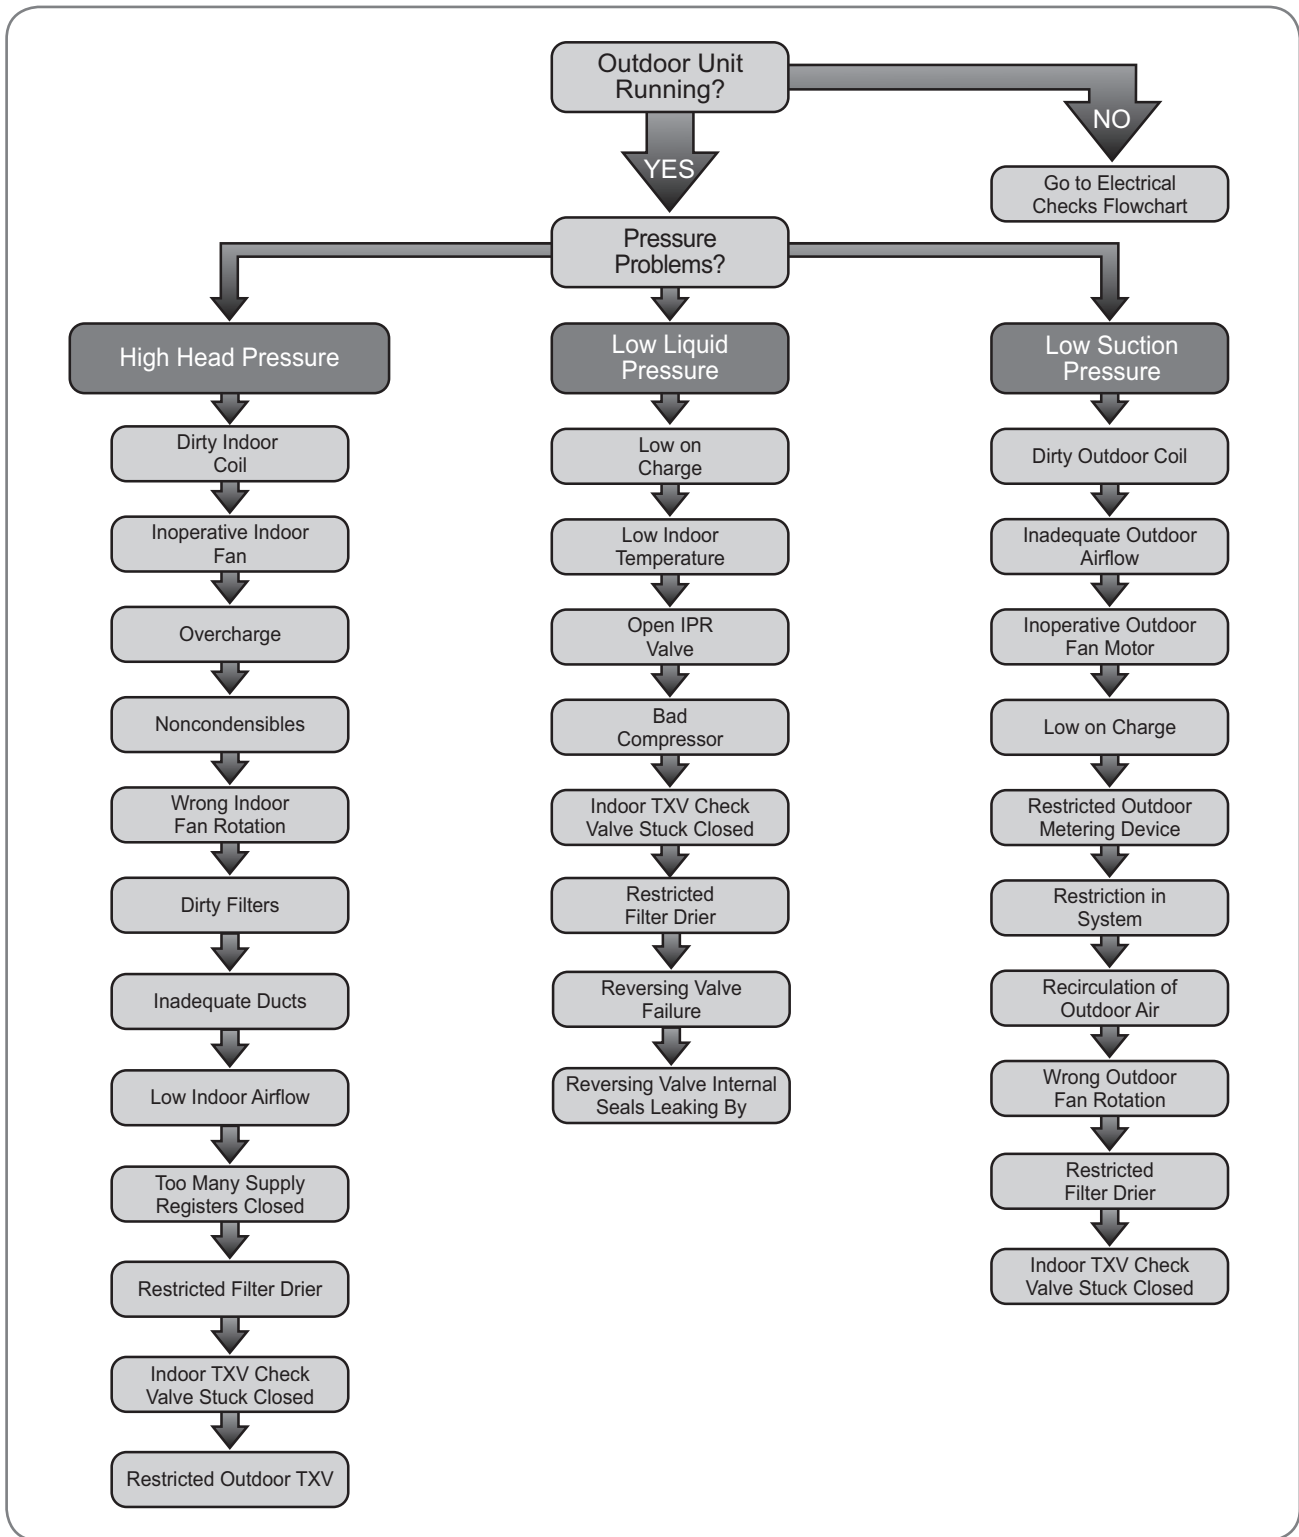 Outdoor Unit
Running?
NO
YES
Go to Electrical
Checks Flowchart
Pressure
Problems?
High Head Pressure
Dirty Indoor
Coil
Inoperative Indoor
Fan
Overcharge
Noncondensibles
Wrong Indoor
Fan Rotation
Dirty Filters
Inadequate Ducts
Low Indoor Airflow
Too Many Supply
Registers Closed
Restricted Filter Drier
Indoor TXV Check
Valve Stuck Closed
Restricted Outdoor TXV
Low Liquid
Pressure
Low on
Charge
Low Indoor
Temperature
Open IPR
Valve
Bad
Compressor
Indoor TXV Check
Valve Stuck Closed
Restricted
Filter Drier
Reversing Valve
Failure
Reversing Valve Internal
Seals Leaking By
Low Suction
Pressure
Dirty Outdoor Coil
Inadequate Outdoor
Airflow
Inoperative Outdoor
Fan Motor
Low on Charge
Restricted Outdoor
Metering Device
Restriction in
System
Recirculation of
Outdoor Air
Wrong Outdoor
Fan Rotation
Restricted
Filter Drier
Indoor TXV Check
Valve Stuck Closed